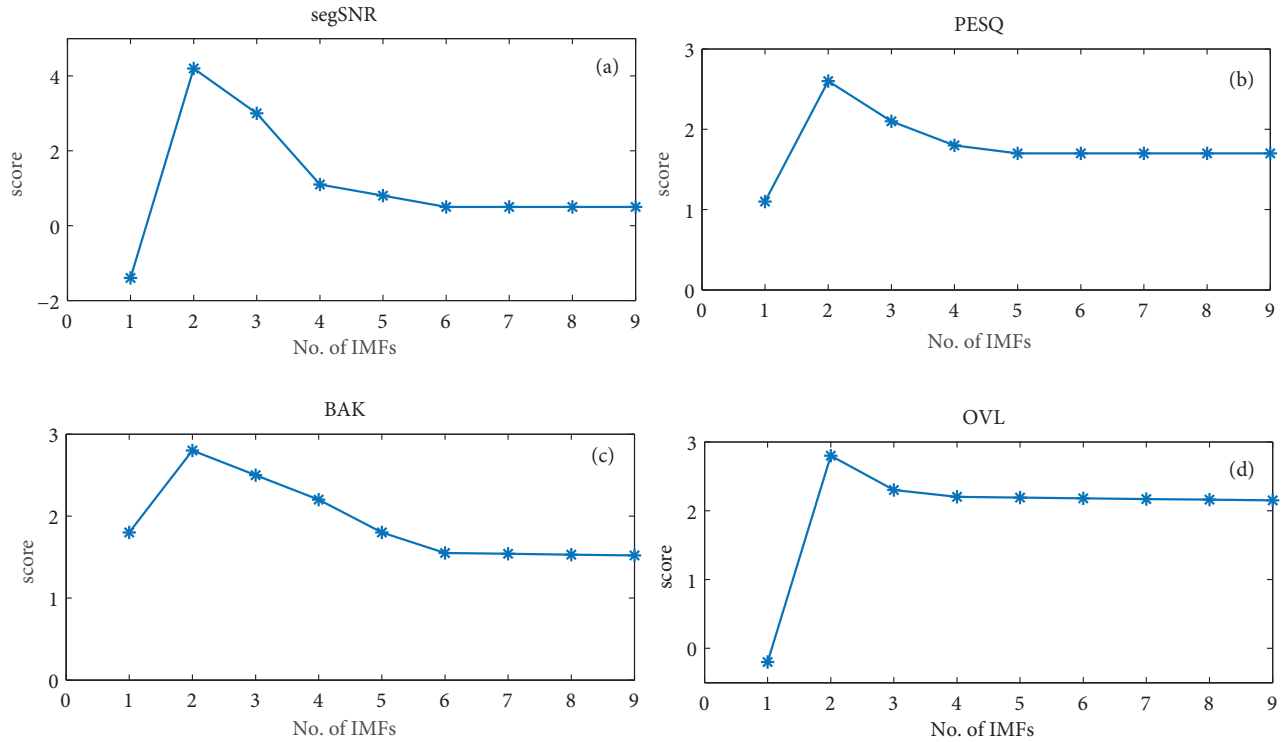 segSNR
(a)
4
2
0
−2
score
0 1 2 3 4 5 6 7 8 9
No. of IMFs
PESQ
(b)
3
2
1
0
score
0 1 2 3 4 5 6 7 8 9
No. of IMFs
BAK
(c)
3
2
1
0
score
0 1 2 3 4 5 6 7 8 9
No. of IMFs
OVL
(d)
3
2
1
0
score
0 1 2 3 4 5 6 7 8 9
No. of IMFs